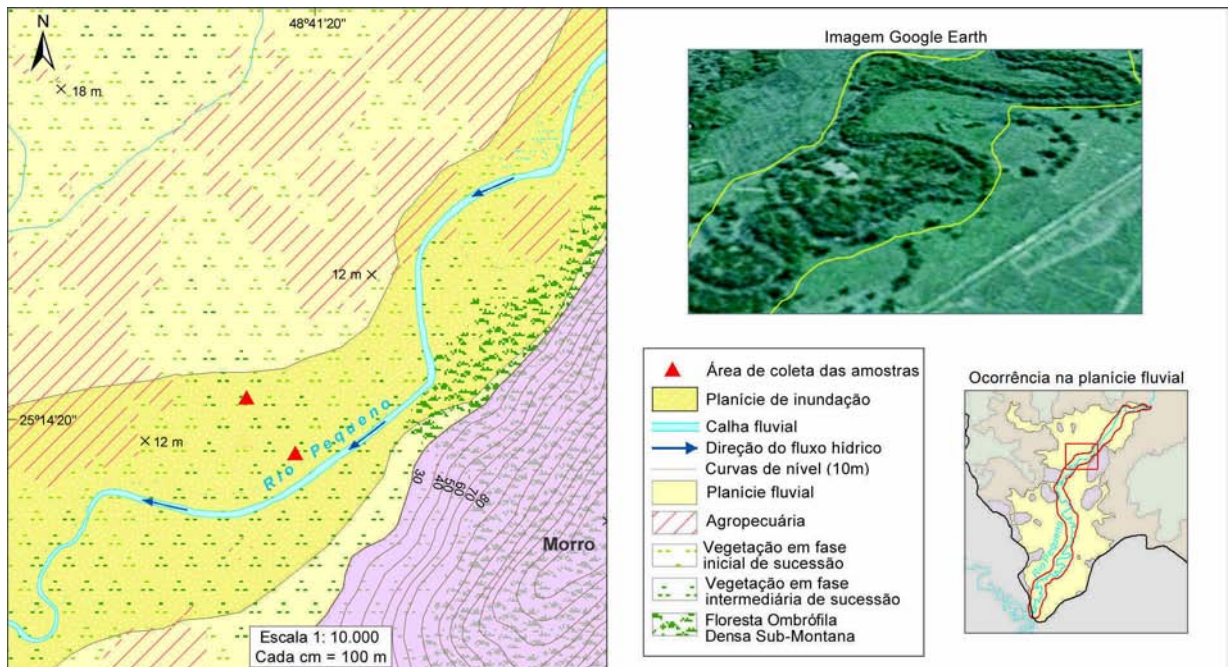 N
48°41'20"
18 m
12 m
25°14'20"
12 m
Rio Pequeno
30
40
50
60
70
80
Morro
Escala 1: 10.000
Cada cm = 100 m
Imagem Google Earth
Área de coleta das amostras
Planície de inundação
Calha fluvial
Direção do fluxo hídrico
Curvas de nível (10m)
Planície fluvial
Agropecuária
Vegetação em fase
inicial de sucessão
Vegetação em fase
intermediária de sucessão
Floresta Ombrófila
Densa Sub-Montana
Ocorrência na planície fluvial
Rio Pequeno